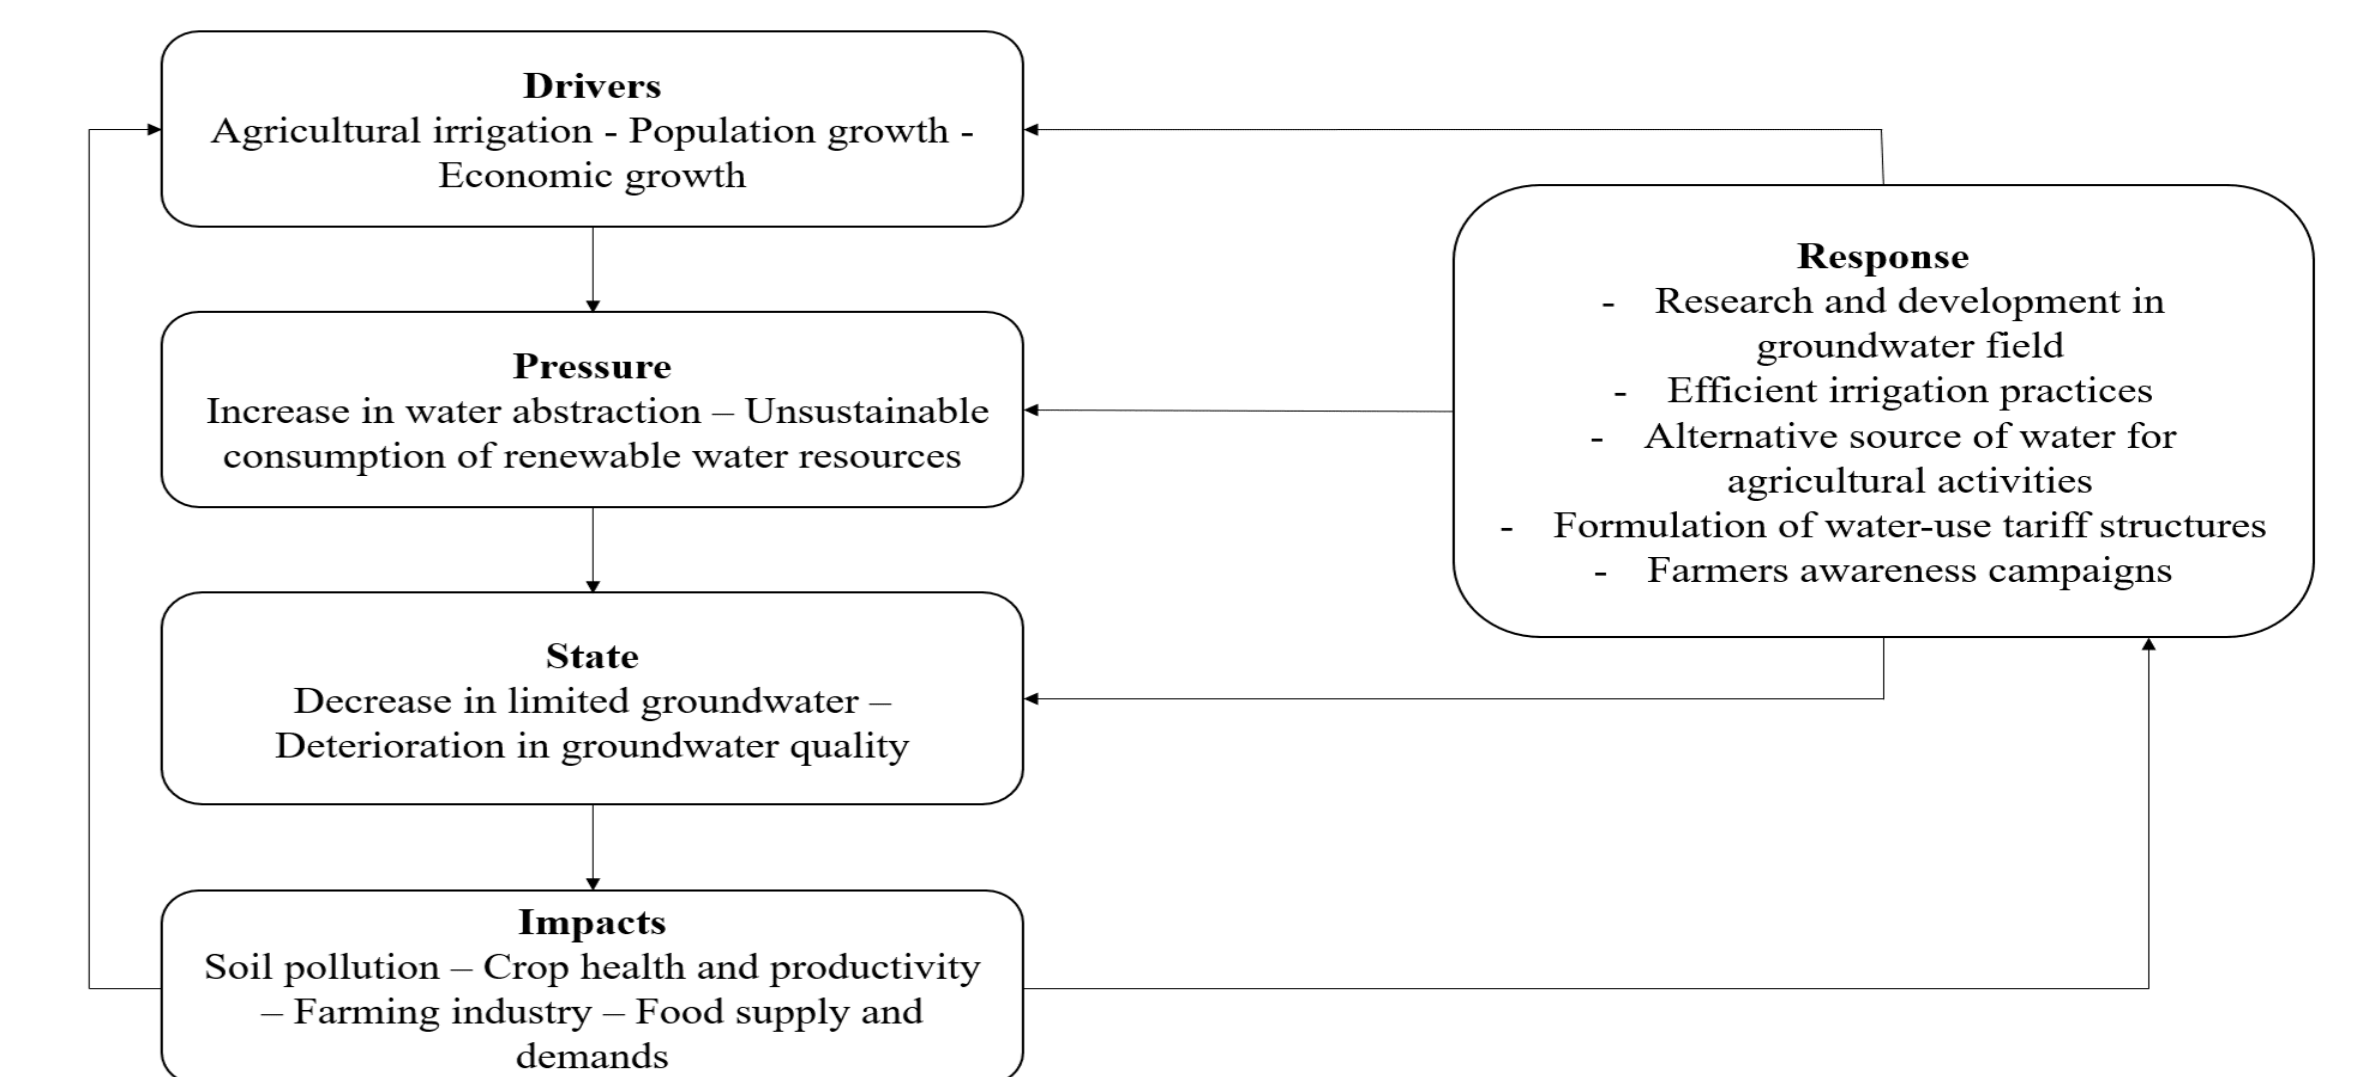 Drivers
Agricultural irrigation - Population growth -
Economic growth
Pressure
Increase in water abstraction – Unsustainable
consumption of renewable water resources
State
Decrease in limited groundwater –
Deterioration in groundwater quality
Impacts
Soil pollution – Crop health and productivity
– Farming industry – Food supply and
demands
Response
- Research and development in
groundwater field
- Efficient irrigation practices
- Alternative source of water for
agricultural activities
- Formulation of water-use tariff structures
- Farmers awareness campaigns